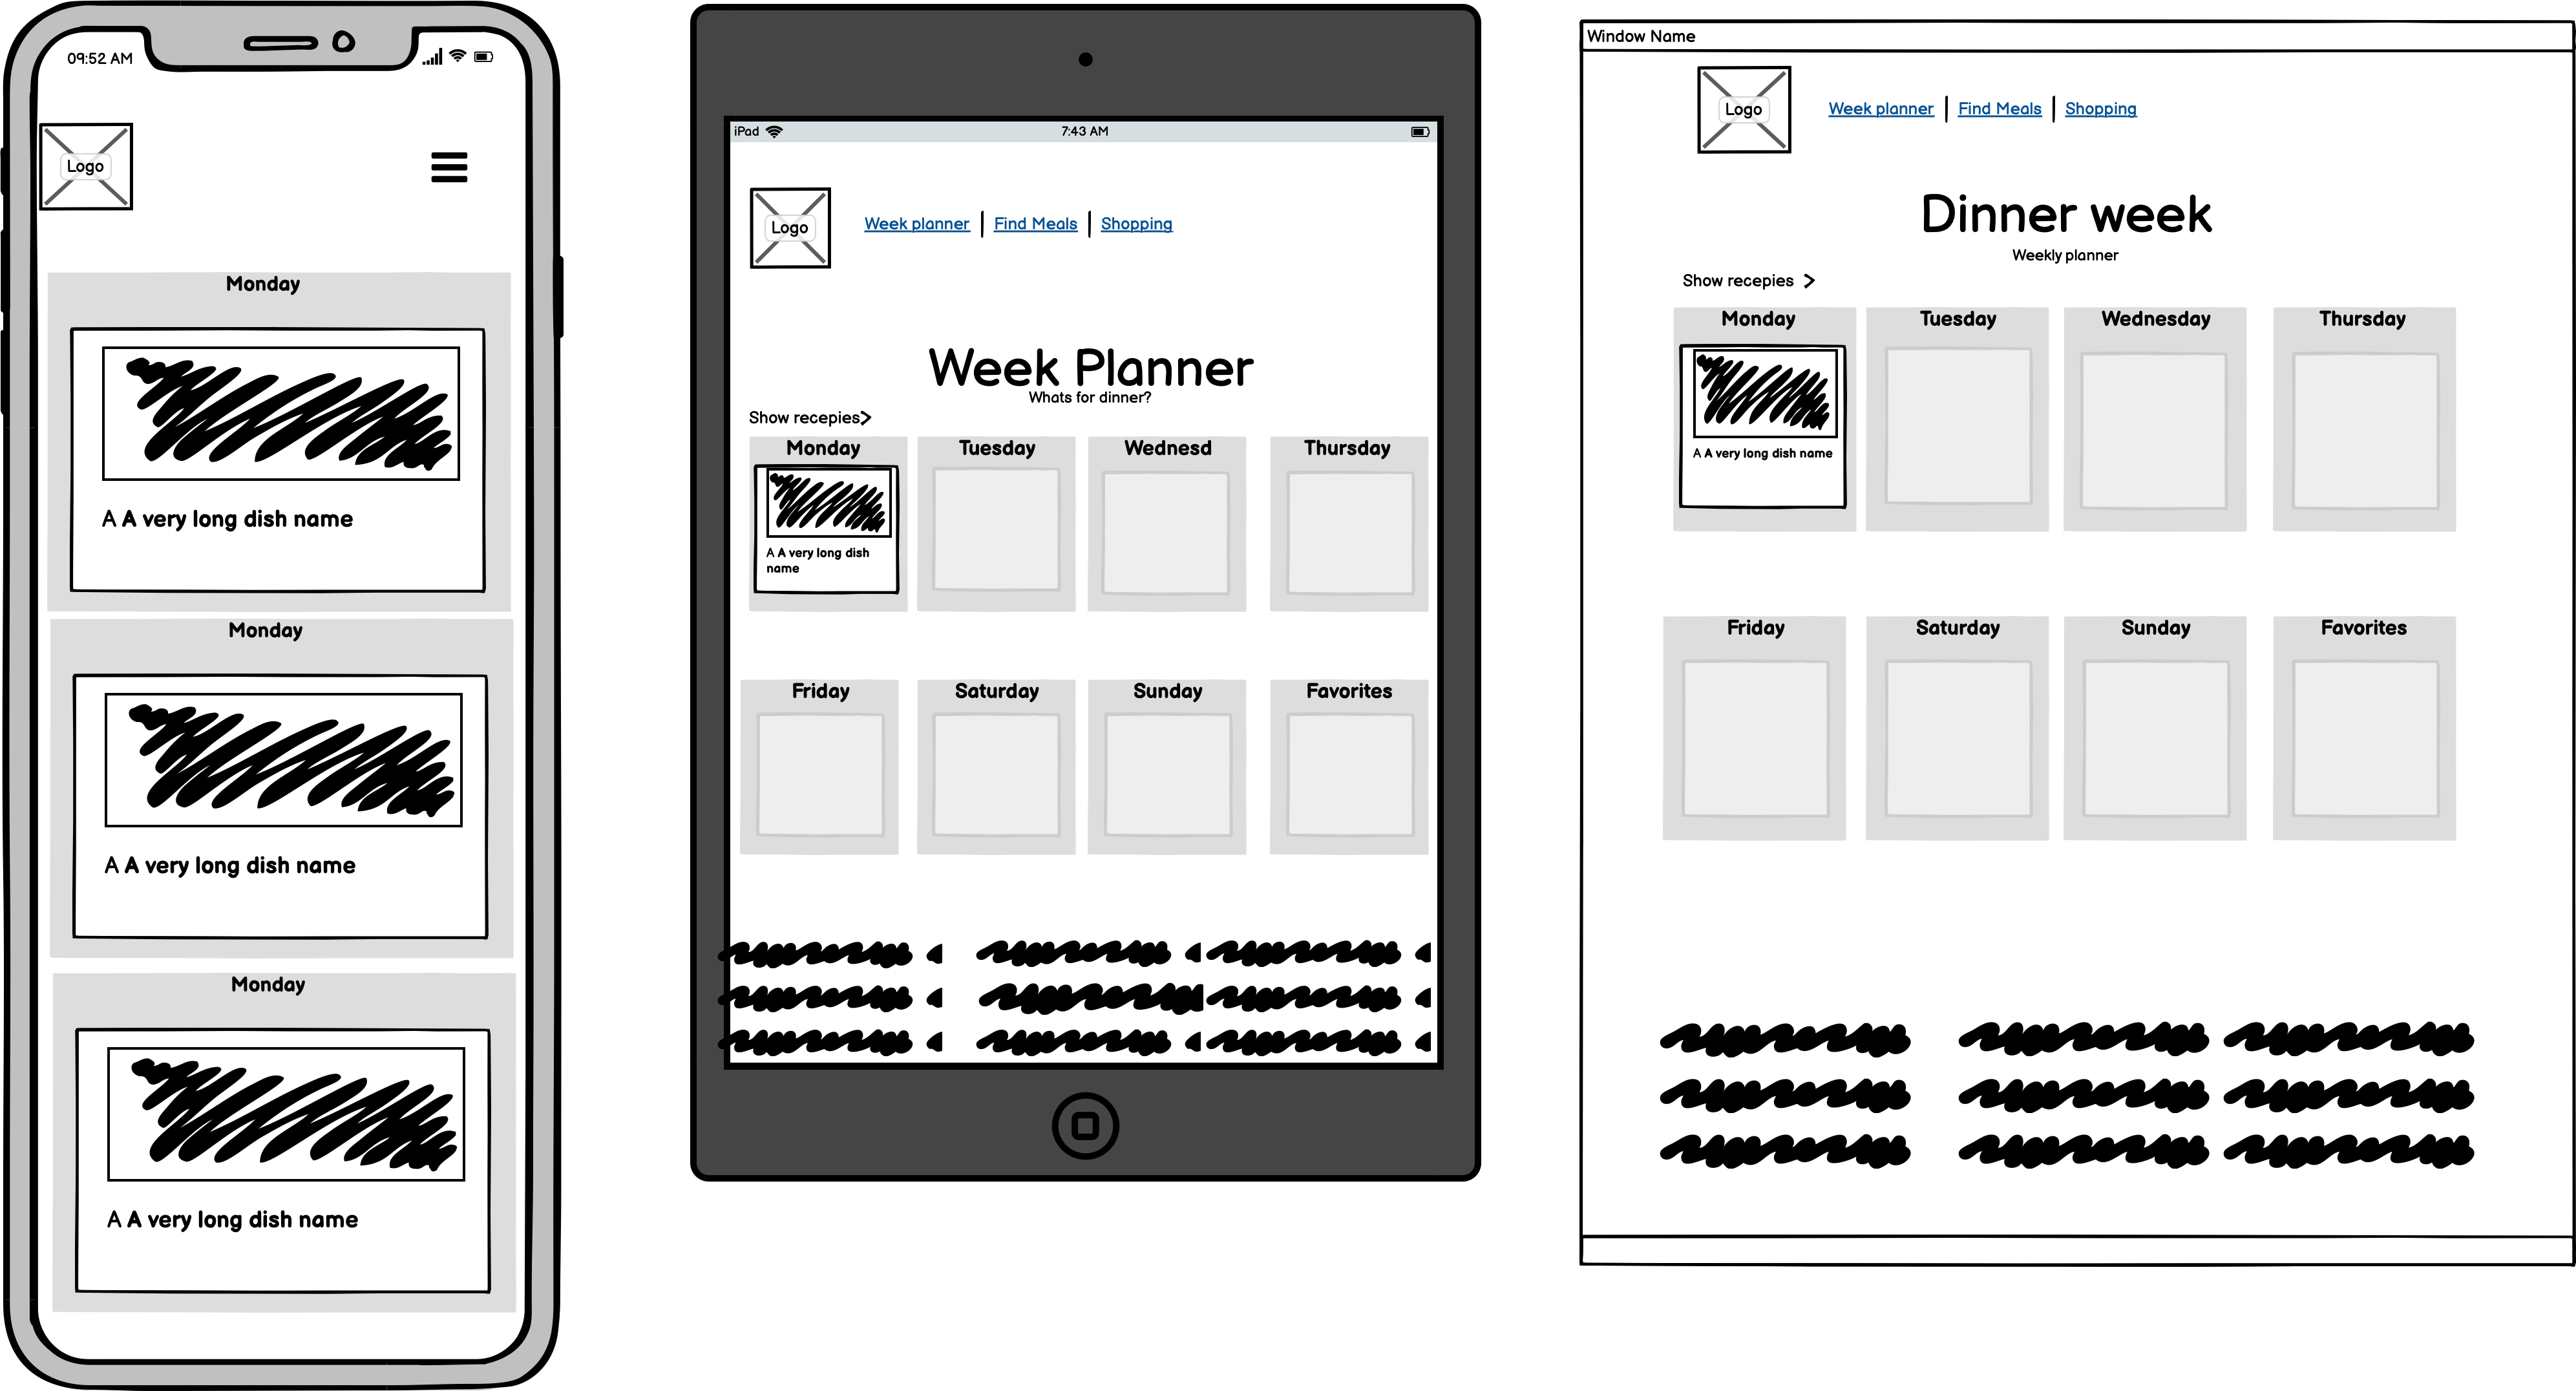 09:52 AM
Logo
Monday
A A very long dish name
Monday
A A very long dish name
Monday
A A very long dish name
iPad
7:43 AM
Logo
Week planner
Find Meals
Shopping
Week Planner
Whats for dinner?
Show recepies
Monday
Tuesday
Wednesd
Thursday
A A very long dish
name
Friday
Saturday
Sunday
Favorites
Window Name
Logo
Week planner
Find Meals
Shopping
Dinner week
Weekly planner
Show recepies
Monday
Tuesday
Wednesday
Thursday
A A very long dish name
Friday
Saturday
Sunday
Favorites